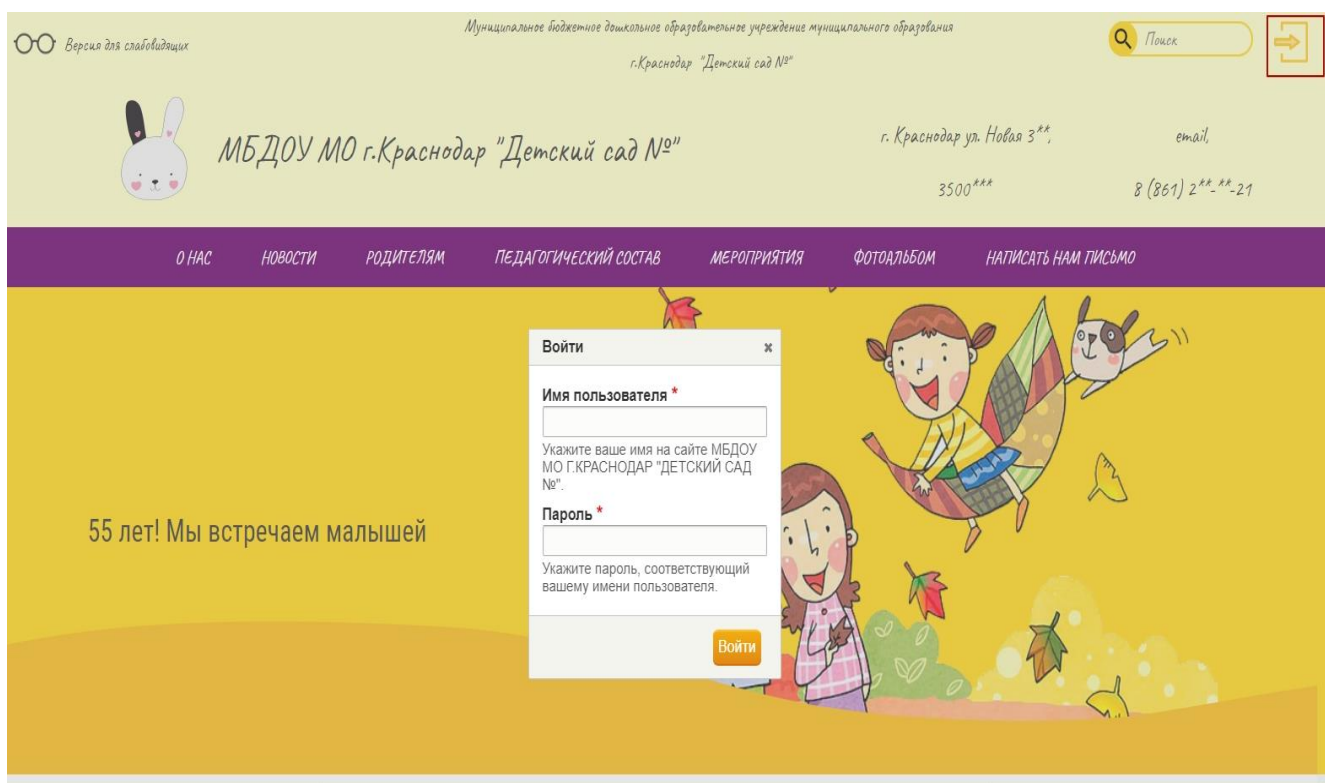 Версия для слабовидящих
Муниципальное бюджетное дошкольное образовательное учреждение муниципального образования
г.Краснодар "Детский сад №"
Поиск
МБДОУ МО г.Краснодар "Детский сад №"
г. Краснодар ул. Новая 3**,
3500***
email,
8 (861) 2**-**-21
О НАС НОВОСТИ РОДИТЕЛЯМ ПЕДАГОГИЧЕСКИЙ СОСТАВ МЕРОПРИЯТИЯ ФОТОАЛЬБОМ НАПИСАТЬ НАМ ПИСЬМО
55 лет! Мы встречаем малышей
Войти ×
Имя пользователя *
Укажите ваше имя на сайте МБДОУ
МО Г.КРАСНОДАР "ДЕТСКИЙ САД
№".
Пароль *
Укажите пароль, соответствующий
вашему имени пользователя.
Войти